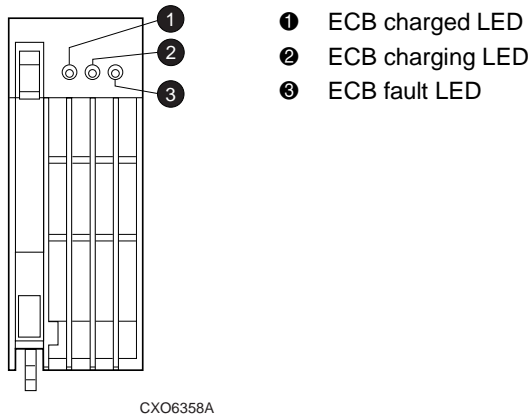 1
2
3
❶ ECB charged LED
❷ ECB charging LED
❸ ECB fault LED
CXO6358A